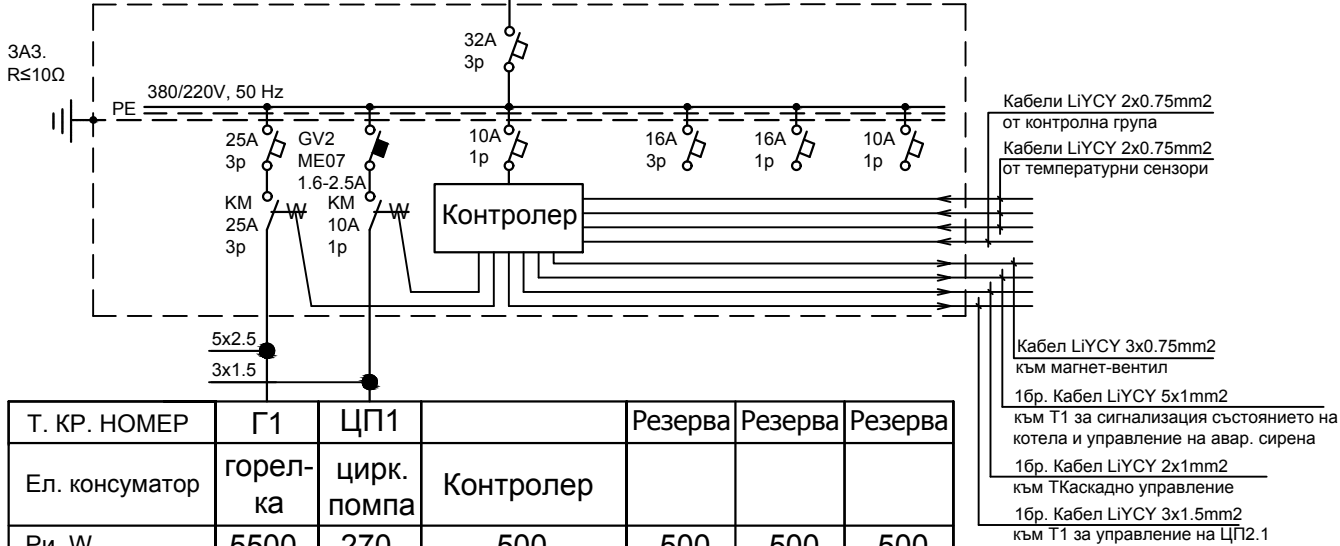 32A
3p
ЗАЗ.
R≤10Ω
380/220V, 50 Hz
PE
25A
3p
GV2
ME07
1.6-2.5A
10A
1p
16A
3p
16A
1p
10A
1p
KM
25A
3p
KM
10A
1p
Контролер
Кабели LiYCY 2x0.75mm2
от контролна група
Кабели LiYCY 2x0.75mm2
от температурни сензори
5x2.5
3x1.5
Кабел LiYCY 3x0.75mm2
към магнет-вентил
1бр. Кабел LiYCY 5x1mm2
към Т1 за сигнализация състоянието на
котела и управление на авар. сирена
1бр. Кабел LiYCY 2x1mm2
към ТКаскадно управление
1бр. Кабел LiYCY 3x1.5mm2
към Т1 за управление на ЦП2.1
Т. КР. НОМЕР Г1 ЦП1 Резерва Резерва Резерва
Ел. консуматор горел-
ка цирк.
помпа Контролер
Ри, W 5500 270 500 500 500 500